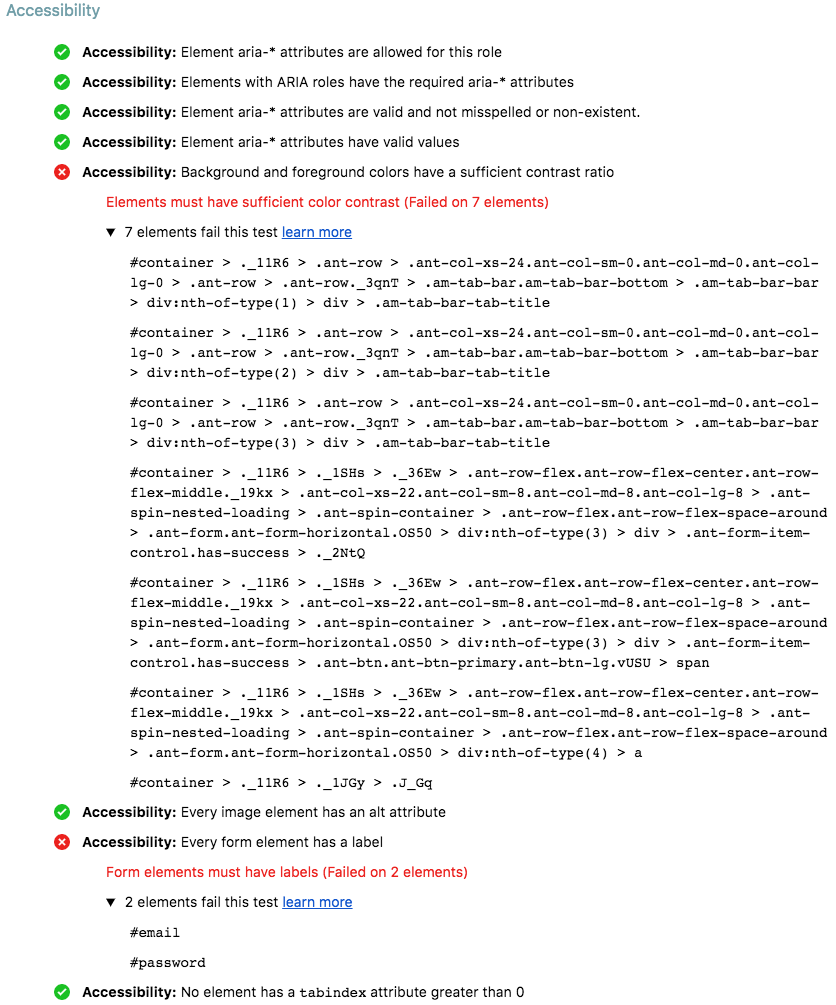 Accessibility
Accessibility: Element aria-* attributes are allowed for this role
Accessibility: Elements with ARIA roles have the required aria-* attributes
Accessibility: Element aria-* attributes are valid and not misspelled or non-existent.
Accessibility: Element aria-* attributes have valid values
Accessibility: Background and foreground colors have a sufficient contrast ratio
Elements must have sufficient color contrast (Failed on 7 elements)
▼ 7 elements fail this test learn more
#container > ._11R6 > .ant-row > .ant-col-xs-24.ant-col-sm-0.ant-col-md-0.ant-col-
lg-0 > .ant-row > .ant-row._3qnT > .am-tab-bar.am-tab-bar-bottom > .am-tab-bar-bar
> div:nth-of-type(1) > div > .am-tab-bar-tab-title
#container > ._11R6 > .ant-row > .ant-col-xs-24.ant-col-sm-0.ant-col-md-0.ant-col-
lg-0 > .ant-row > .ant-row._3qnT > .am-tab-bar.am-tab-bar-bottom > .am-tab-bar-bar
> div:nth-of-type(2) > div > .am-tab-bar-tab-title
#container > ._11R6 > .ant-row > .ant-col-xs-24.ant-col-sm-0.ant-col-md-0.ant-col-
lg-0 > .ant-row > .ant-row._3qnT > .am-tab-bar.am-tab-bar-bottom > .am-tab-bar-bar
> div:nth-of-type(3) > div > .am-tab-bar-tab-title
#container > ._11R6 > ._1SHs > ._36Ew > .ant-row-flex.ant-row-flex-center.ant-row-
flex-middle._19kx > .ant-col-xs-22.ant-col-sm-8.ant-col-md-8.ant-col-lg-8 > .ant-
spin-nested-loading > .ant-spin-container > .ant-row-flex.ant-row-flex-space-around
> .ant-form.ant-form-horizontal.OS50 > div:nth-of-type(3) > div > .ant-form-item-
control.has-success > ._2NtQ
#container > ._11R6 > ._1SHs > ._36Ew > .ant-row-flex.ant-row-flex-center.ant-row-
flex-middle._19kx > .ant-col-xs-22.ant-col-sm-8.ant-col-md-8.ant-col-lg-8 > .ant-
spin-nested-loading > .ant-spin-container > .ant-row-flex.ant-row-flex-space-around
> .ant-form.ant-form-horizontal.OS50 > div:nth-of-type(3) > div > .ant-form-item-
control.has-success > .ant-btn.ant-btn-primary.ant-btn-lg.vUSU > span
#container > ._11R6 > ._1SHs > ._36Ew > .ant-row-flex.ant-row-flex-center.ant-row-
flex-middle._19kx > .ant-col-xs-22.ant-col-sm-8.ant-col-md-8.ant-col-lg-8 > .ant-
spin-nested-loading > .ant-spin-container > .ant-row-flex.ant-row-flex-space-around
> .ant-form.ant-form-horizontal.OS50 > div:nth-of-type(4) > a
#container > ._11R6 > ._1JGy > .J_Gq
Accessibility: Every image element has an alt attribute
Accessibility: Every form element has a label
Form elements must have labels (Failed on 2 elements)
▼ 2 elements fail this test learn more
#email
#password
Accessibility: No element has a tabindex attribute greater than 0